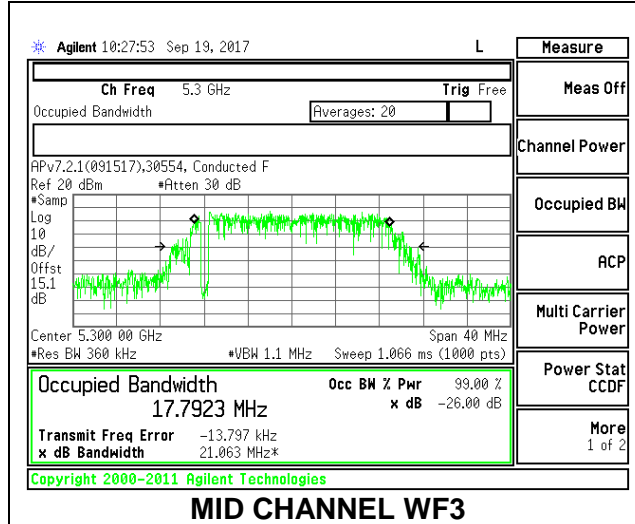 Agilent 10:27:53 Sep 19, 2017 L
Measure
Ch Freq 5.3 GHz Trig Free
Occupied Bandwidth Averages: 20
APv7.2.1(091517),30554, Conducted F
Ref 20 dBm #Atten 30 dB
#Samp
Log
10
dB/
Offst
15.1
dB
Center 5.300 00 GHz Span 40 MHz
#Res BW 360 kHz #VBW 1.1 MHz Sweep 1.066 ms (1000 pts)
Occupied Bandwidth Occ BW % Pwr 99.00 %
17.7923 MHz x dB -26.00 dB
Transmit Freq Error -13.797 kHz
x dB Bandwidth 21.063 MHz*
Copyright 2000-2011 Agilent Technologies
Meas Off
Channel Power
Occupied BW
ACP
Multi Carrier
Power
Power Stat
CCDF
More
1 of 2
MID CHANNEL WF3